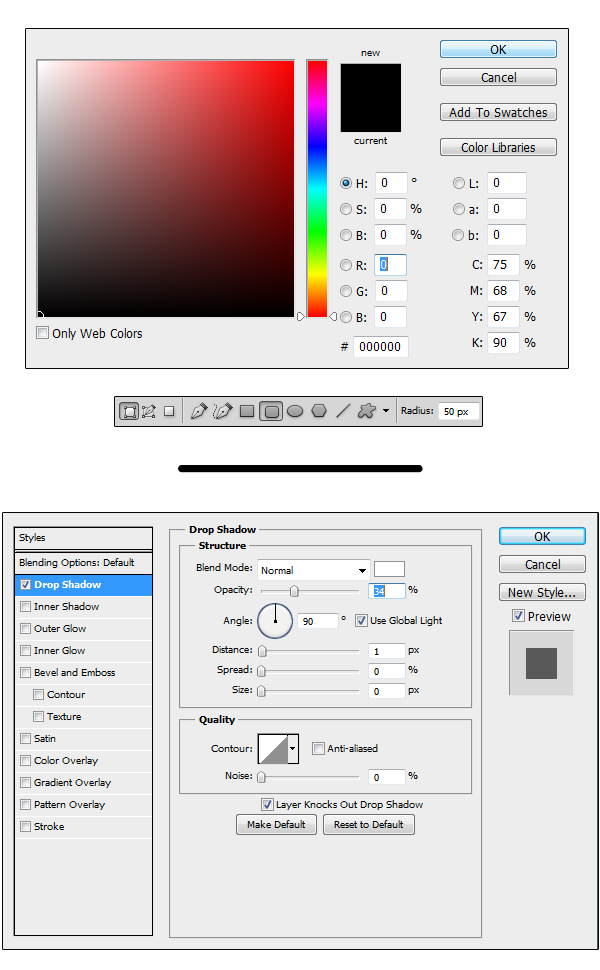 new
OK
Cancel
Add To Swatches
Color Libraries
current
H: 0 °
L: 0
S: 0 %
a: 0
B: 0 %
b: 0
R: 0
C: 75 %
G: 0
M: 68 %
B: 0
Y: 67 %
# 000000
K: 90 %
Only Web Colors
Radius: 50 px
Styles
Blending Options: Default
Drop Shadow
Inner Shadow
Outer Glow
Inner Glow
Bevel and Emboss
Contour
Texture
Satin
Color Overlay
Gradient Overlay
Pattern Overlay
Stroke
Drop Shadow
Structure
Blend Mode: Normal
Opacity: 34 %
Angle: 90 ° Use Global Light
Distance: 1 px
Spread: 0 %
Size: 0 px
Quality
Contour: Anti-aliased
Noise: 0 %
Layer Knocks Out Drop Shadow
Make Default Reset to Default
OK
Cancel
New Style...
Preview